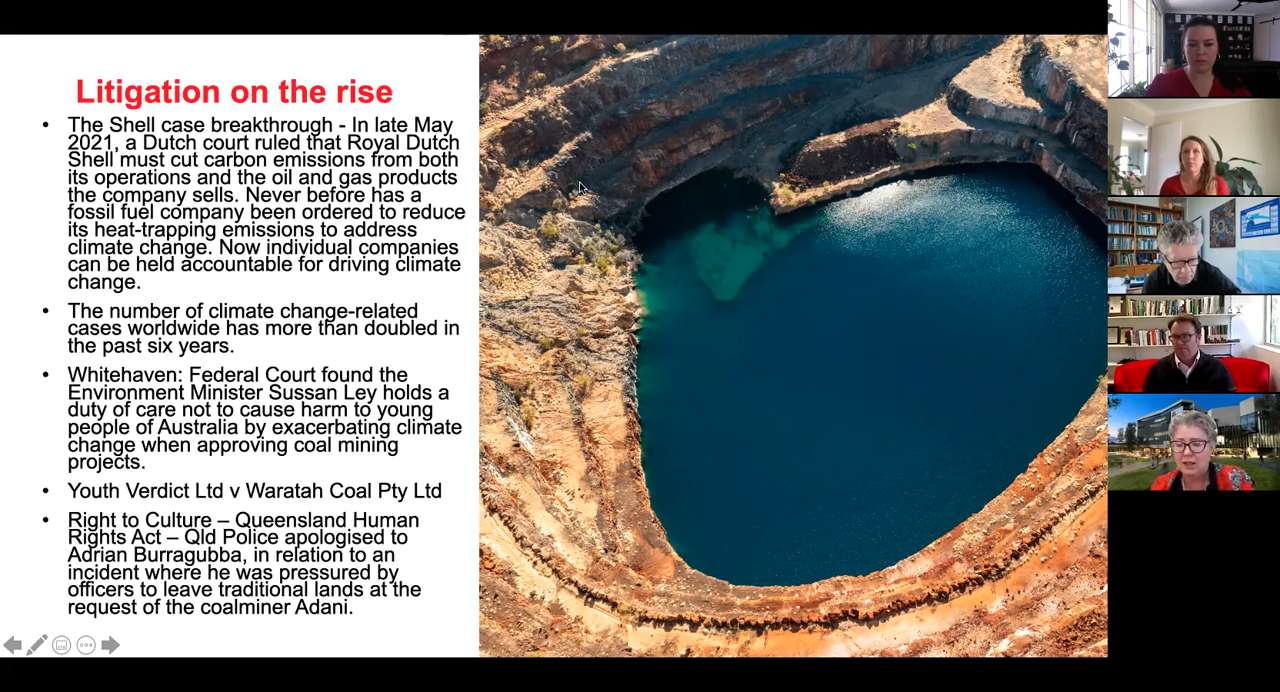 Litigation on the rise
• The Shell case breakthrough - In late May
2021, a Dutch court ruled that Royal Dutch
Shell must cut carbon emissions from both
its operations and the oil and gas products
the company sells. Never before has a
fossil fuel company been ordered to reduce
its heat-trapping emissions to address
climate change. Now individual companies
can be held accountable for driving climate
change.
• The number of climate change-related
cases worldwide has more than doubled in
the past six years.
• Whitehaven: Federal Court found the
Environment Minister Sussan Ley holds a
duty of care not to cause harm to young
people of Australia by exacerbating climate
change when approving coal mining
projects.
• Youth Verdict Ltd v Waratah Coal Pty Ltd
• Right to Culture – Queensland Human
Rights Act – Qld Police apologised to
Adrian Burragubba, in relation to an
incident where he was pressured by
officers to leave traditional lands at the
request of the coalminer Adani.